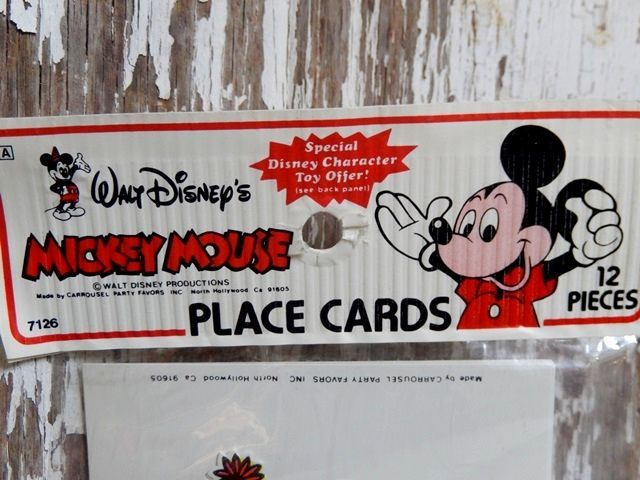 A
Special
Disney Character
Toy Offer!
(see back panel)
WALT DISNEY'S
MICKEY MOUSE
© WALT DISNEY PRODUCTIONS
Made by CARROUSEL PARTY FAVORS INC North Hollywood Ca 91605
7126
PLACE CARDS
12
PIECES
Made by CARROUSEL PARTY FAVORS INC North Hollywood Ca 91605